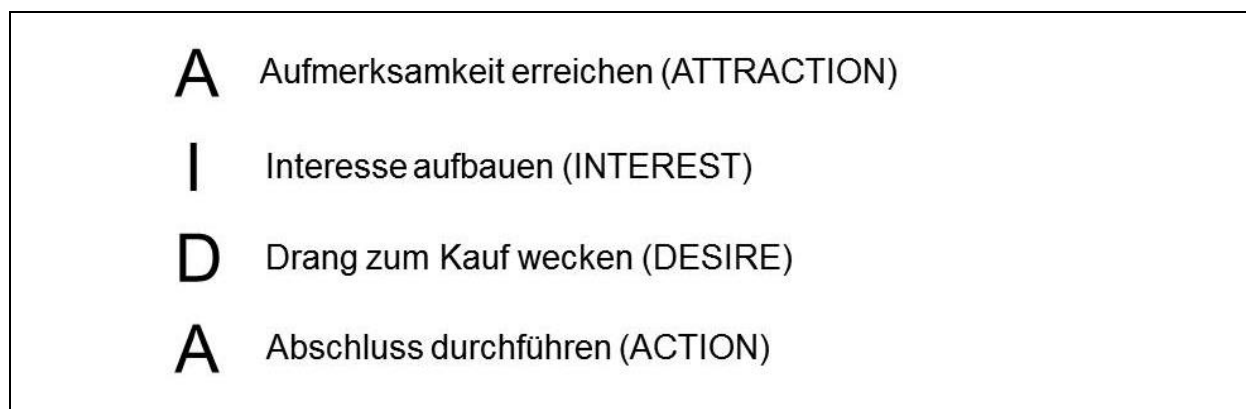 A Aufmerksamkeit erreichen (ATTRACTION)
I Interesse aufbauen (INTEREST)
D Drang zum Kauf wecken (DESIRE)
A Abschluss durchführen (ACTION)